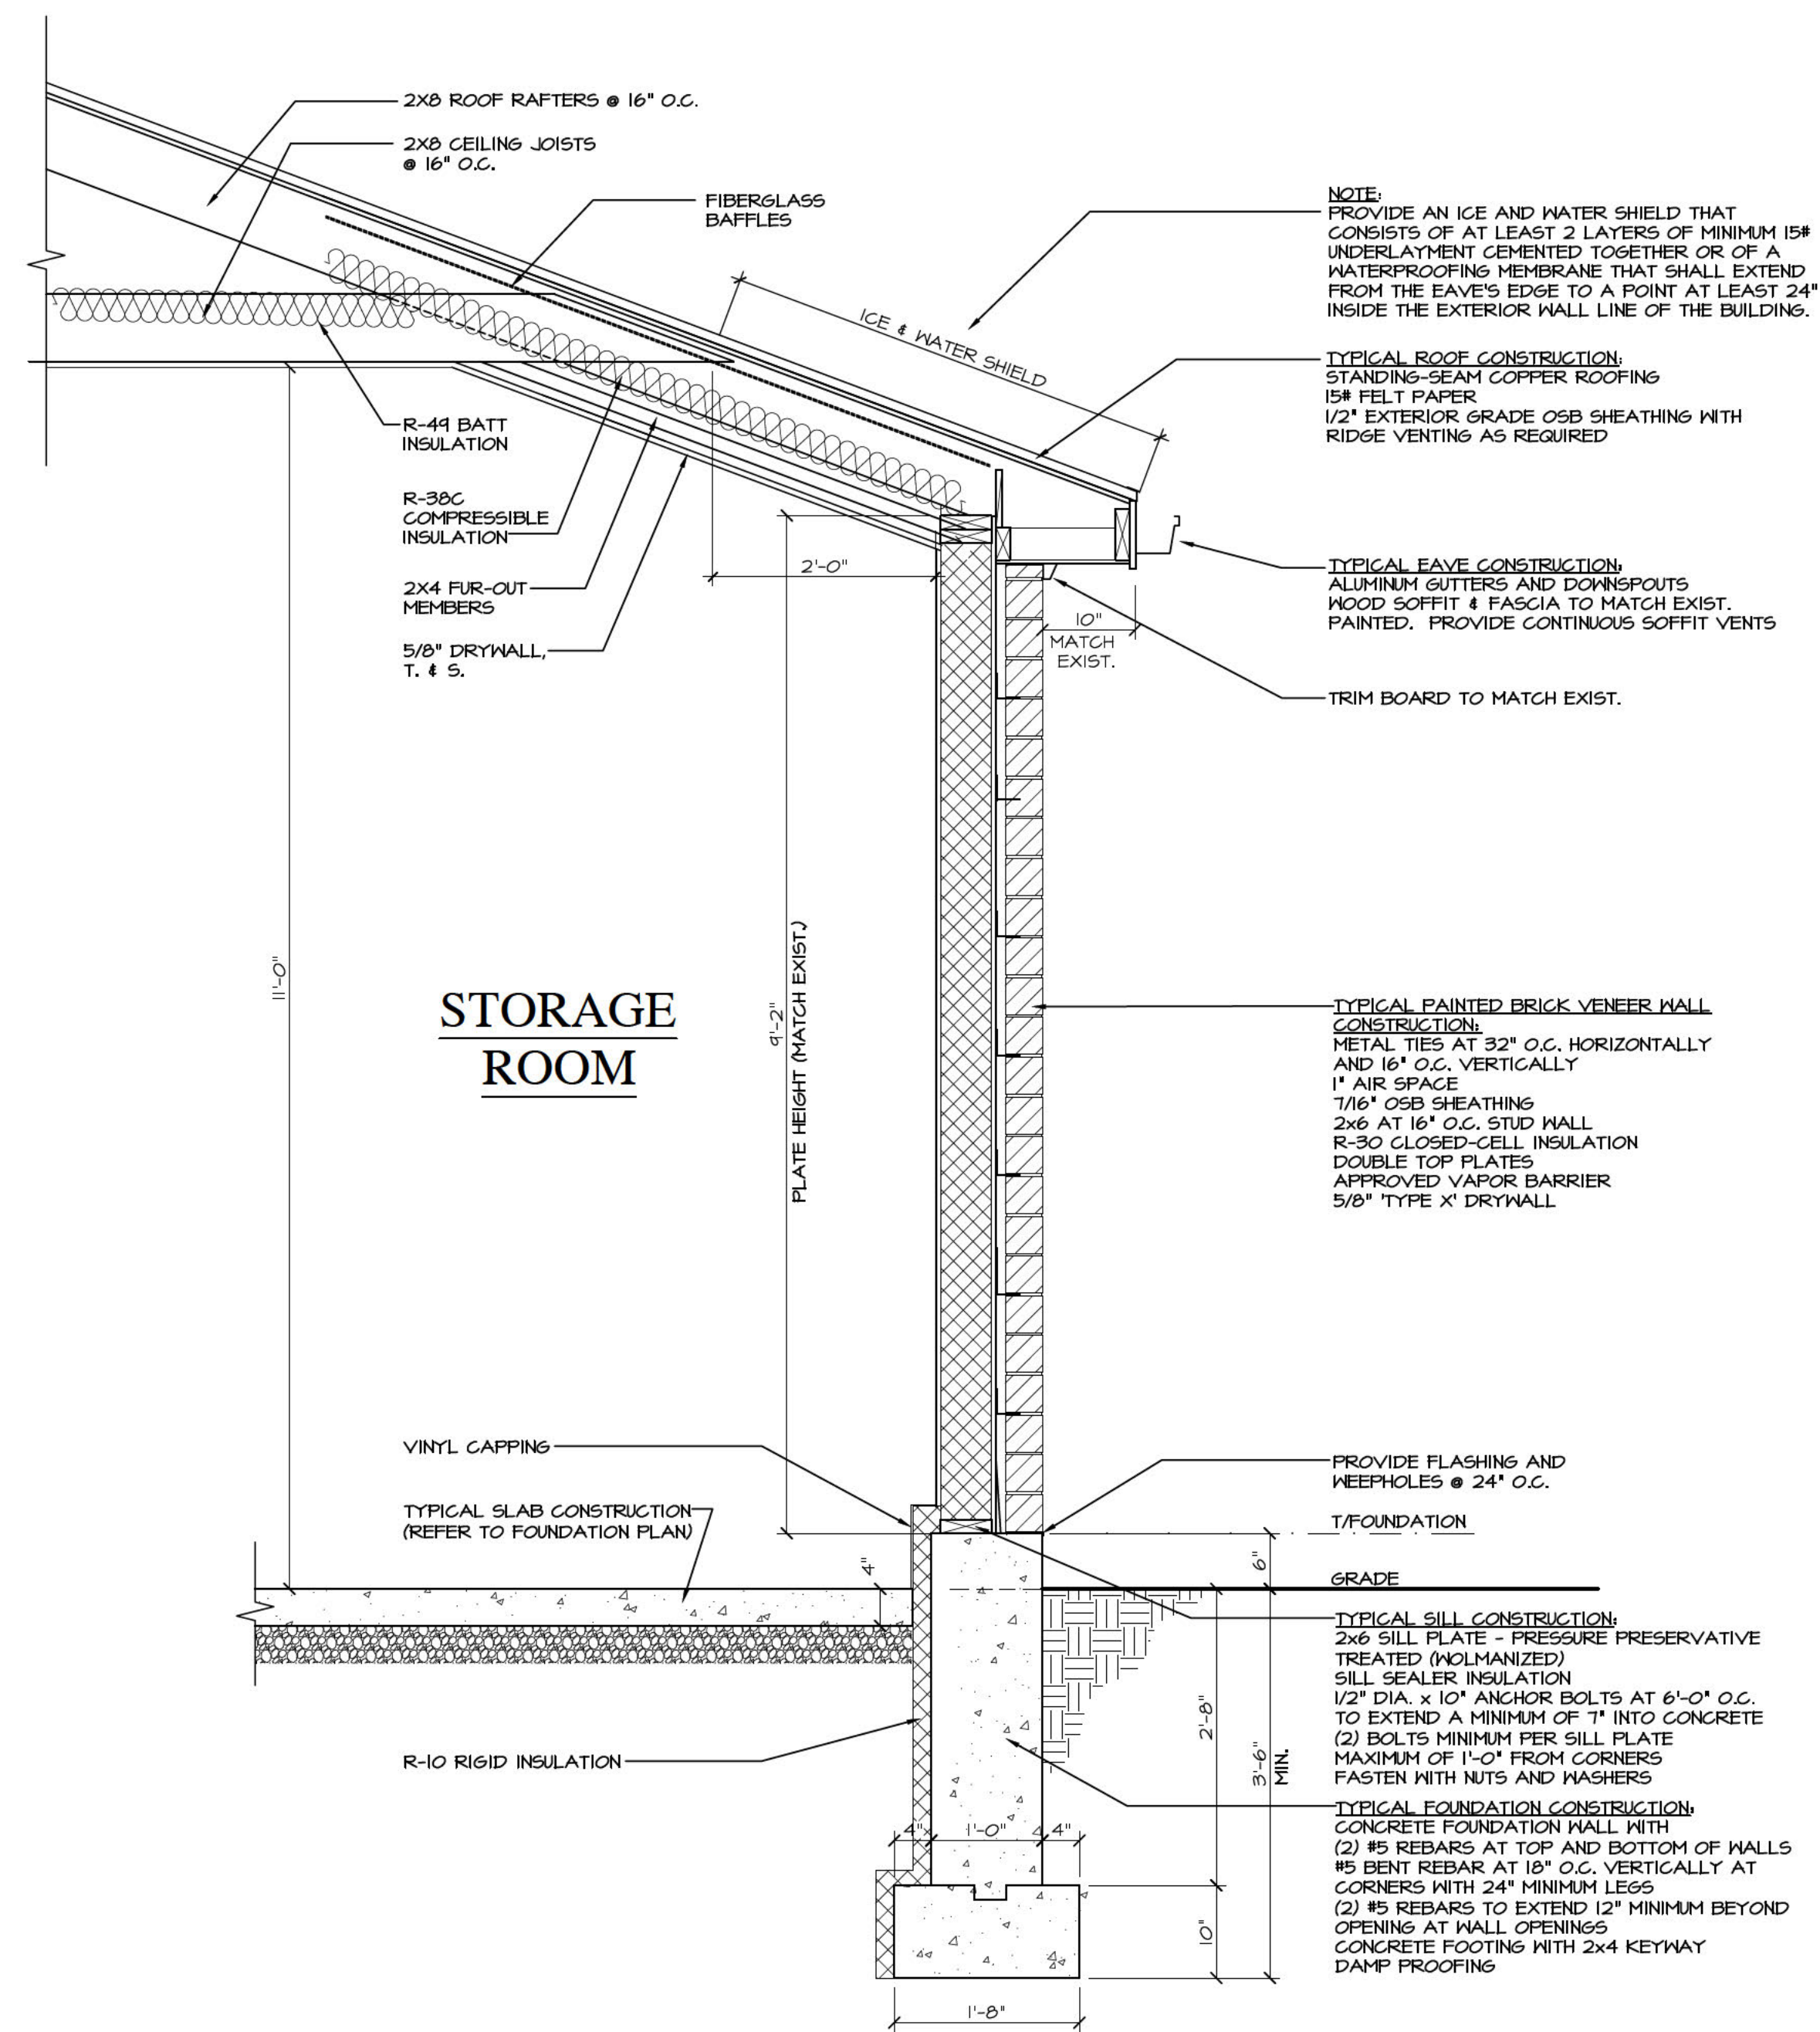 2X8 ROOF RAFTERS @ 16" O.C.
2X8 CEILING JOISTS
@ 16" O.C.
FIBERGLASS
BAFFLES
ICE & WATER SHIELD
R-49 BATT
INSULATION
R-38C
COMPRESSIBLE
INSULATION
2X4 FUR-OUT
MEMBERS
5/8" DRYWALL,
T. & S.
2'-0"
10"
MATCH
EXIST.
11'-0"
STORAGE
ROOM
9'-2"
PLATE HEIGHT (MATCH EXIST.)
VINYL CAPPING
TYPICAL SLAB CONSTRUCTION
(REFER TO FOUNDATION PLAN)
4"
R-10 RIGID INSULATION
4"
1'-0"
4"
1'-8"
6"
2'-8"
3'-6"
MIN.
10"
NOTE:
PROVIDE AN ICE AND WATER SHIELD THAT
CONSISTS OF AT LEAST 2 LAYERS OF MINIMUM 15#
UNDERLAYMENT CEMENTED TOGETHER OR OF A
WATERPROOFING MEMBRANE THAT SHALL EXTEND
FROM THE EAVE'S EDGE TO A POINT AT LEAST 24"
INSIDE THE EXTERIOR WALL LINE OF THE BUILDING.
TYPICAL ROOF CONSTRUCTION:
STANDING-SEAM COPPER ROOFING
15# FELT PAPER
1/2" EXTERIOR GRADE OSB SHEATHING WITH
RIDGE VENTING AS REQUIRED
TYPICAL EAVE CONSTRUCTION:
ALUMINUM GUTTERS AND DOWNSPOUTS
WOOD SOFFIT & FASCIA TO MATCH EXIST.
PAINTED. PROVIDE CONTINUOUS SOFFIT VENTS
TRIM BOARD TO MATCH EXIST.
TYPICAL PAINTED BRICK VENEER WALL
CONSTRUCTION:
METAL TIES AT 32" O.C. HORIZONTALLY
AND 16" O.C. VERTICALLY
1" AIR SPACE
7/16" OSB SHEATHING
2x6 AT 16" O.C. STUD WALL
R-30 CLOSED-CELL INSULATION
DOUBLE TOP PLATES
APPROVED VAPOR BARRIER
5/8" 'TYPE X' DRYWALL
PROVIDE FLASHING AND
WEEPHOLES @ 24" O.C.
T/FOUNDATION
GRADE
TYPICAL SILL CONSTRUCTION:
2x6 SILL PLATE - PRESSURE PRESERVATIVE
TREATED (WOLMANIZED)
SILL SEALER INSULATION
1/2" DIA. x 10" ANCHOR BOLTS AT 6'-0" O.C.
TO EXTEND A MINIMUM OF 7" INTO CONCRETE
(2) BOLTS MINIMUM PER SILL PLATE
MAXIMUM OF 1'-0" FROM CORNERS
FASTEN WITH NUTS AND WASHERS
TYPICAL FOUNDATION CONSTRUCTION:
CONCRETE FOUNDATION WALL WITH
(2) #5 REBARS AT TOP AND BOTTOM OF WALLS
#5 BENT REBAR AT 18" O.C. VERTICALLY AT
CORNERS WITH 24" MINIMUM LEGS
(2) #5 REBARS TO EXTEND 12" MINIMUM BEYOND
OPENING AT WALL OPENINGS
CONCRETE FOOTING WITH 2x4 KEYWAY
DAMP PROOFING